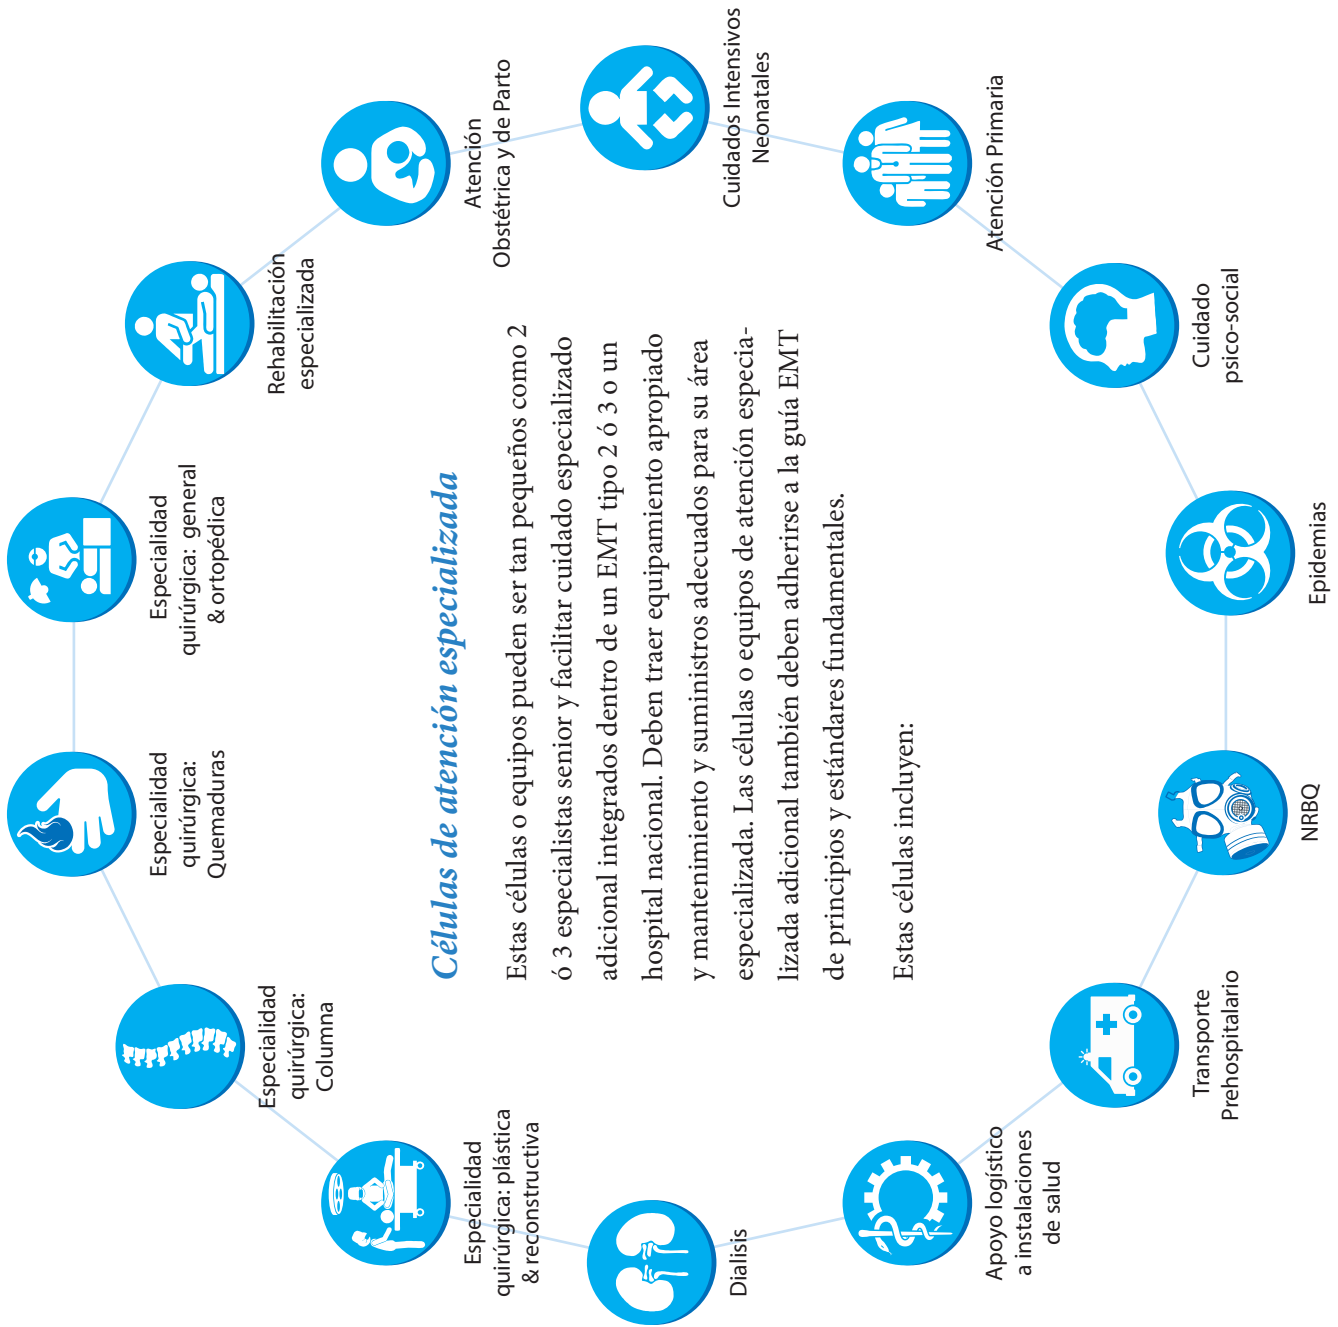 Especialidad
quirúrgica:
Quemaduras
Especialidad
quirúrgica: general
& ortopédica
Especialidad
quirúrgica:
Columna
Rehabilitación
especializada
Especialidad
quirúrgica: plástica
& reconstructiva
Atención
Obstétrica y de Parto
Células de atención especializada
Estas células o equipos pueden ser tan pequeños como 2
ó 3 especialistas senior y facilitar cuidado especializado
adicional integrados dentro de un EMT tipo 2 ó 3 o un
hospital nacional. Deben traer equipamiento apropiado
y mantenimiento y suministros adecuados para su área
especializada. Las células o equipos de atención especia-
lizada adicional también deben adherirse a la guía EMT
de principios y estándares fundamentales.
Estas células incluyen:
Dialisis
Cuidados Intensivos
Neonatales
Apoyo logístico
a instalaciones
de salud
Atención Primaria
Transporte
Prehospitalario
Cuidado
psico-social
NRBQ
Epidemias